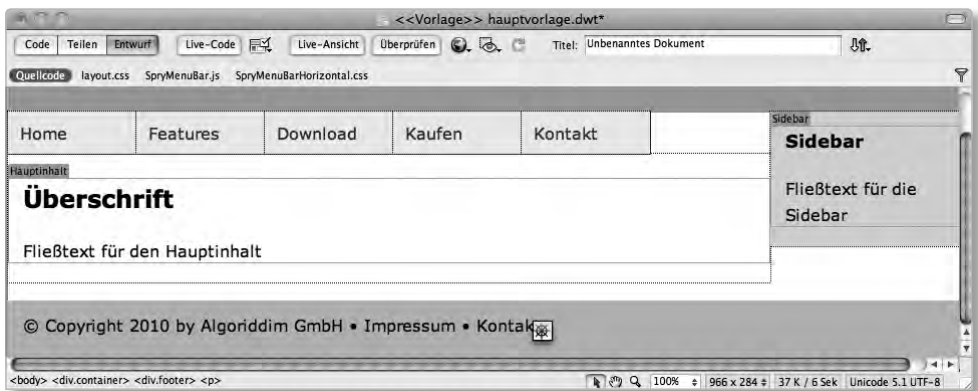 <<Vorlage>> hauptvorlage.dwt*
Code Teilen Entwurf Live-Code Live-Ansicht Überprüfen Titel: Unbenanntes Dokument
Quellcode layout.css SpryMenuBar.js SpryMenuBarHorizontal.css
Home Features Download Kaufen Kontakt
Sidebar
Sidebar
Fließtext für die
Sidebar
Hauptinhalt
Überschrift
Fließtext für den Hauptinhalt
© Copyright 2010 by Algoriddim GmbH • Impressum • Kontak
<body> <div.container> <div.footer> <p> 100% 966 x 284 37 K / 6 Sek Unicode 5.1 UTF-8